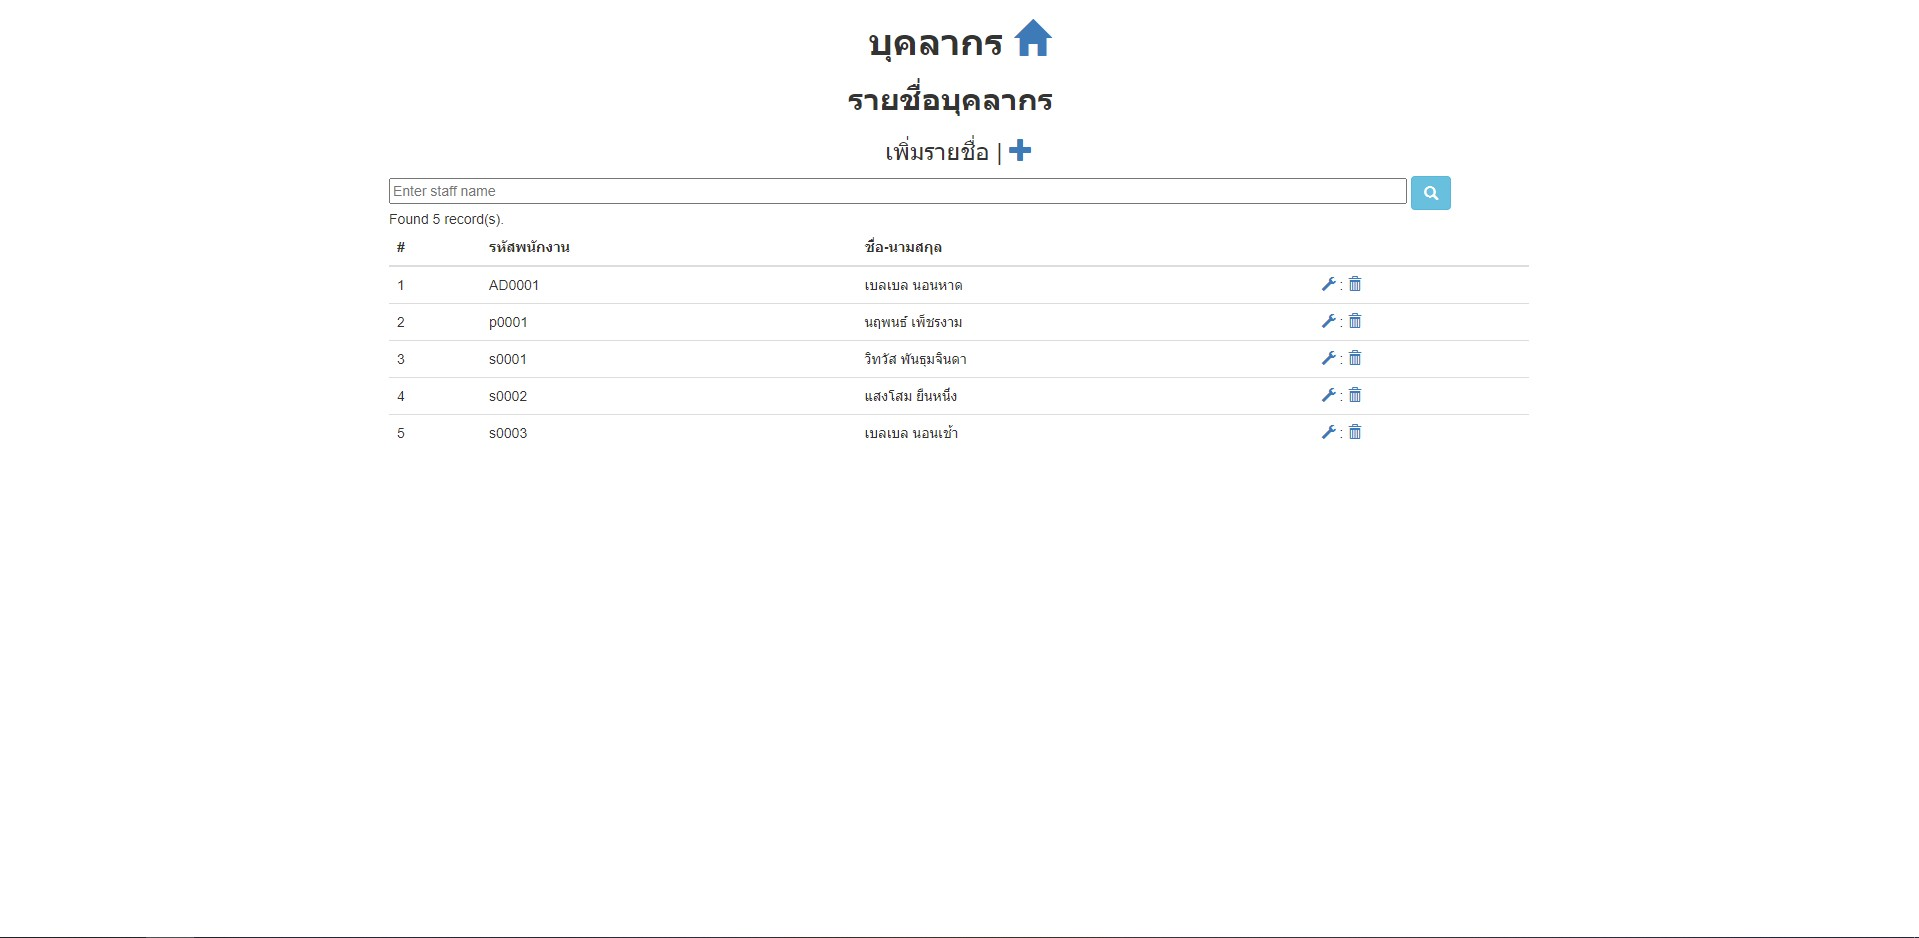 บุคลากร
รายชื่อบุคลากร
เพิ่มรายชื่อ |
Enter staff name
Found 5 record(s).
# รหัสพนักงาน ชื่อ-นามสกุล
1 AD0001 เบลเบล นอนหาด :
2 p0001 นฤพนธ์ เพ็ชรงาม :
3 s0001 วิทวัส พันธุมจินดา :
4 s0002 แสงโสม ยืนหนึ่ง :
5 s0003 เบลเบล นอนเช้า :